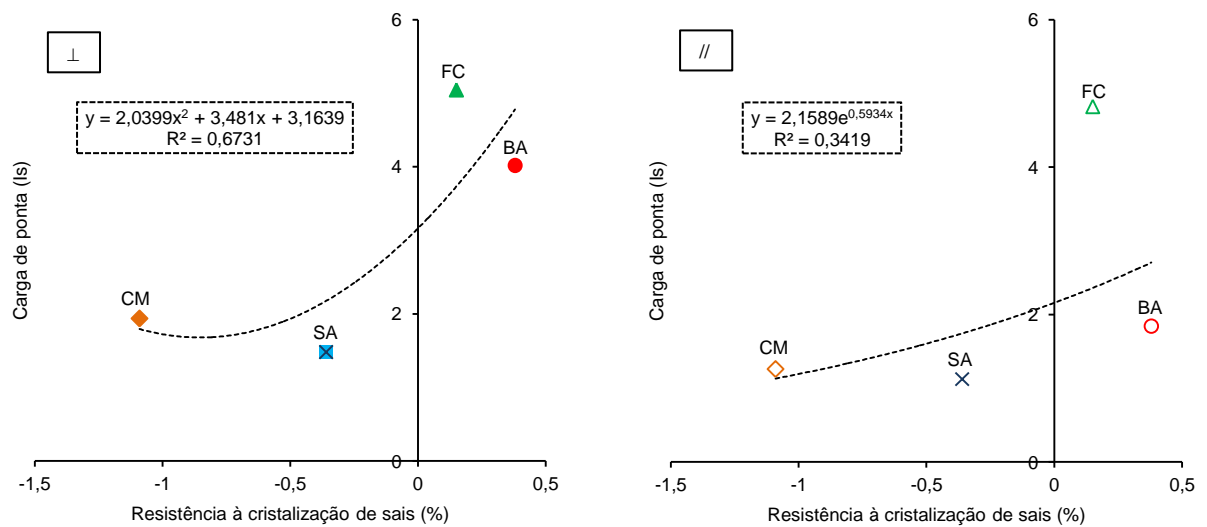 ⊥
y = 2,0399x² + 3,481x + 3,1639
R² = 0,6731
Carga de ponta (Is)
6
4
2
0
FC
BA
CM
SA
-1,5
-1
-0,5
0
0,5
Resistência à cristalização de sais (%)
//
y = 2,1589e^0,5934x
R² = 0,3419
Carga de ponta (Is)
6
4
2
0
FC
BA
CM
SA
-1,5
-1
-0,5
0
0,5
Resistência à cristalização de sais (%)